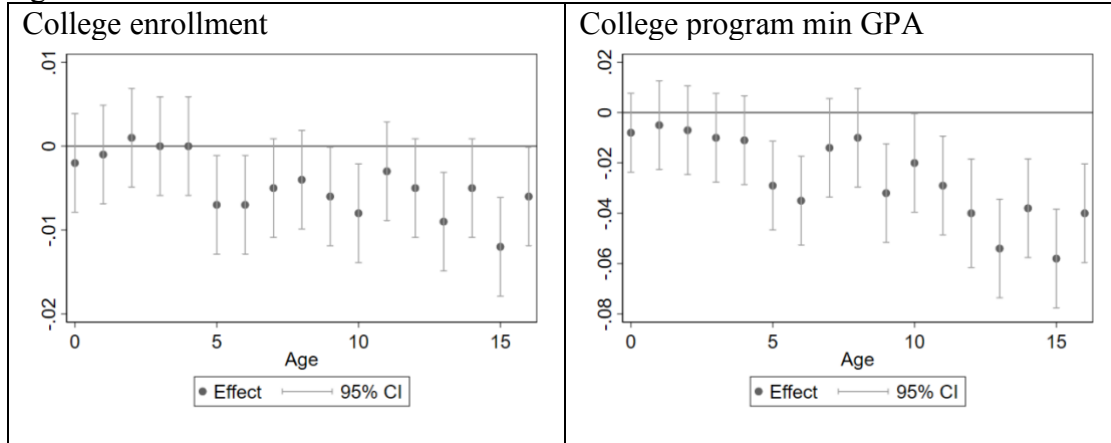 College enrollment
.01
0
-.01
-.02
0
5
10
15
Age
Effect
95% CI
College program min GPA
.02
0
-.02
-.04
-.06
-.08
0
5
10
15
Age
Effect
95% CI